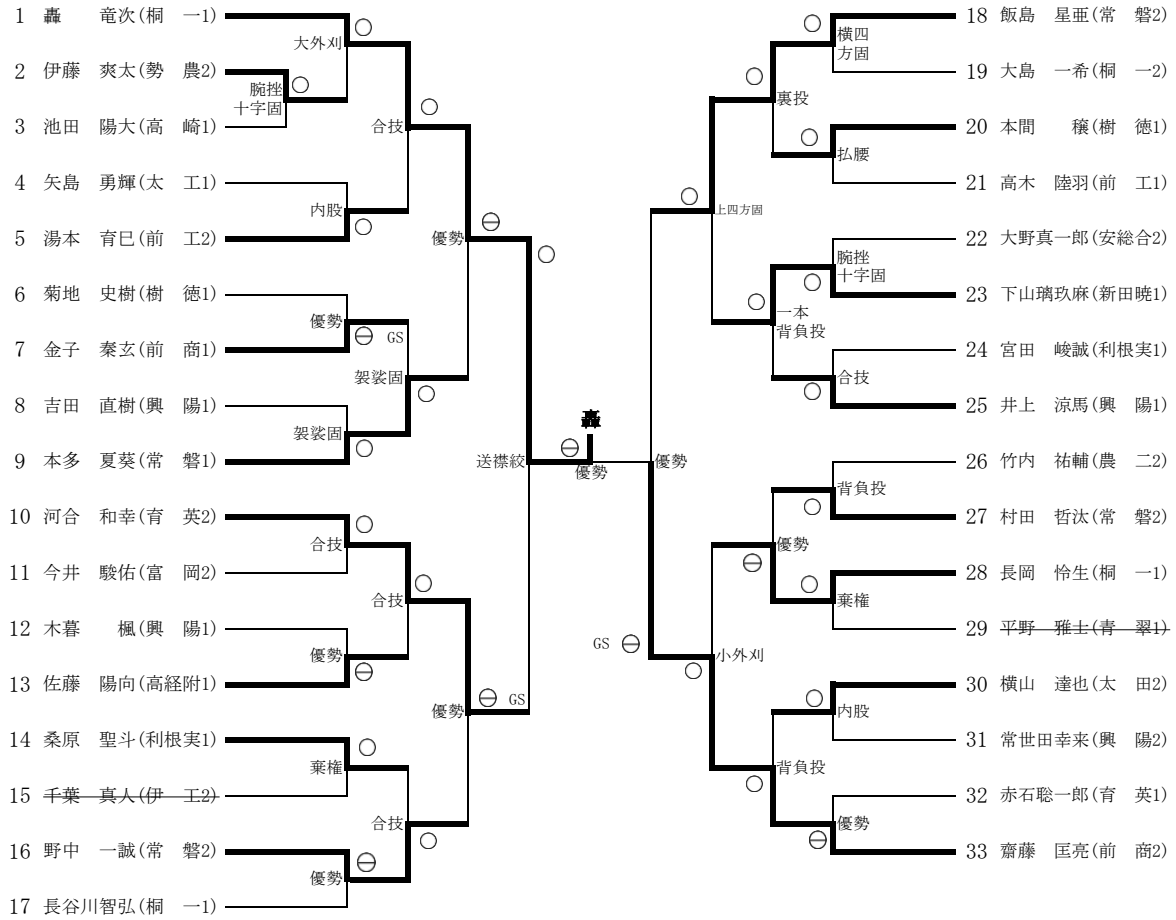 1 轟　　竜次(桐　一1)
2 伊藤　爽太(勢　農2)
3 池田　陽大(高　崎1)
4 矢島　勇輝(太　工1)
5 湯本　育巳(前　工2)
6 菊地　史樹(樹　徳1)
7 金子　秦玄(前　商1)
8 吉田　直樹(興　陽1)
9 本多　夏葵(常　磐1)
10 河合　和幸(育　英2)
11 今井　駿佑(富　岡2)
12 木暮　　楓(興　陽1)
13 佐藤　陽向(高経附1)
14 桑原　聖斗(利根実1)
15 千葉　真人(伊　工2)
16 野中　一誠(常　磐2)
17 長谷川智弘(桐　一1)
大外刈
腕挫
十字固
合技
内股
優勢
優勢
GS
袈裟固
袈裟固
送襟絞
合技
合技
優勢
優勢
GS
棄権
合技
優勢
轟
優勢
18 飯島　星亜(常　磐2)
19 大島　一希(桐　一2)
20 本間　　穣(樹　徳1)
21 高木　陸羽(前　工1)
22 大野真一郎(安総合2)
23 下山璃玖麻(新田暁1)
24 宮田　峻誠(利根実1)
25 井上　涼馬(興　陽1)
26 竹内　祐輔(農　二2)
27 村田　哲汰(常　磐2)
28 長岡　怜生(桐　一1)
29 平野　雅士(青　翠1)
30 横山　達也(太　田2)
31 常世田幸来(興　陽2)
32 赤石聡一郎(育　英1)
33 齋藤　匡亮(前　商2)
横四
方固
裏投
払腰
上四方固
腕挫
十字固
一本
背負投
合技
優勢
背負投
優勢
棄権
GS
小外刈
内股
背負投
優勢